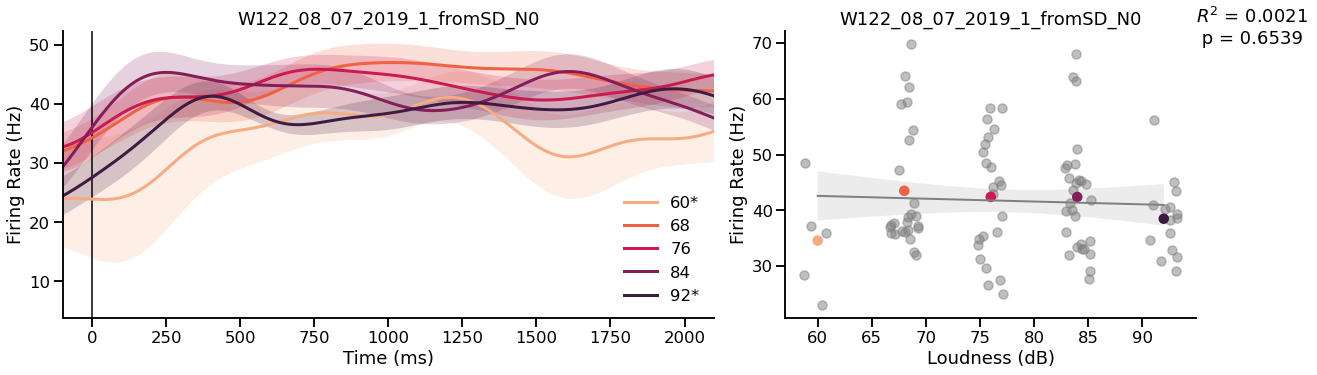 W122_08_07_2019_1_fromSD_N0
50
40
30
20
10
Firing Rate (Hz)
60*
68
76
84
92*
0 250 500 750 1000 1250 1500 1750 2000
Time (ms)
W122_08_07_2019_1_fromSD_N0
R² = 0.0021
p = 0.6539
70
60
50
40
30
Firing Rate (Hz)
60 65 70 75 80 85 90
Loudness (dB)